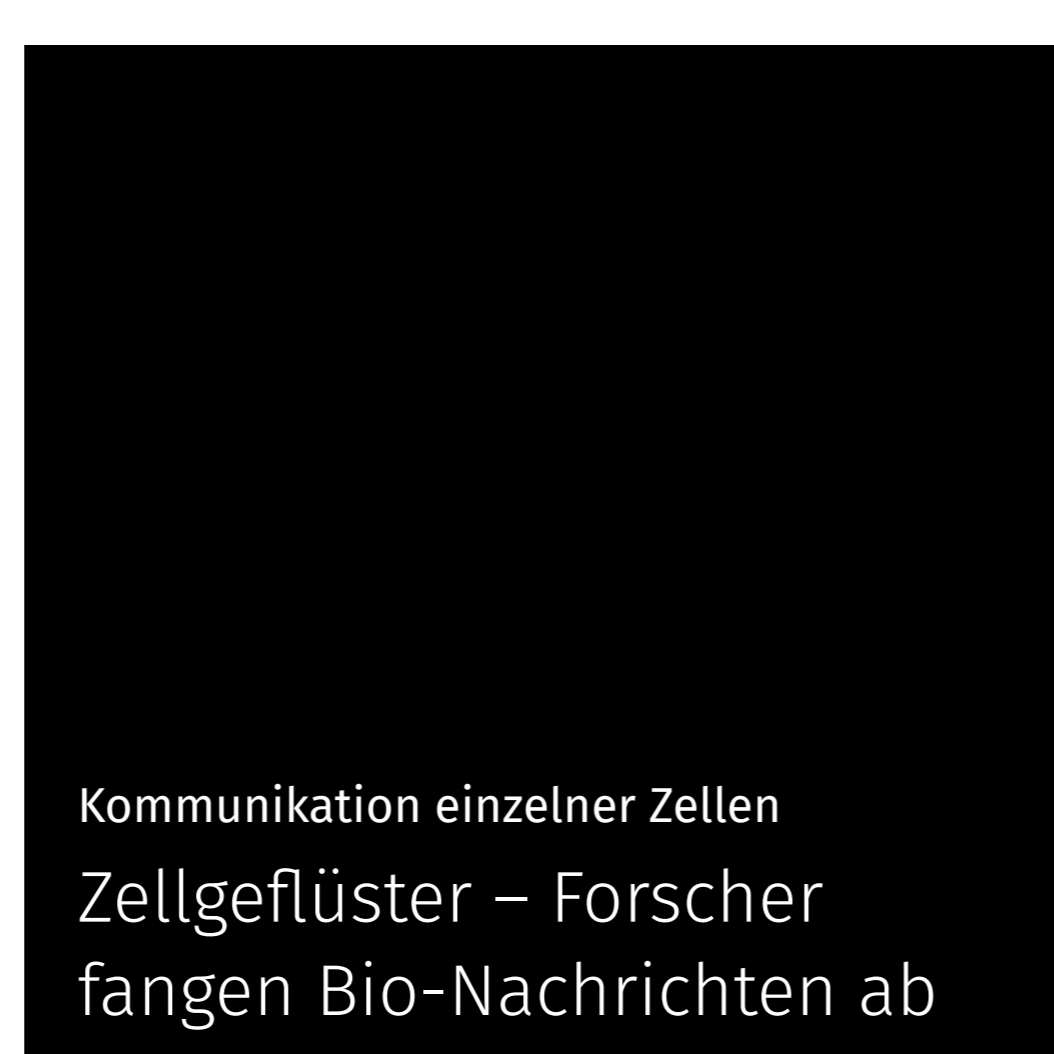 Kommunikation einzelner Zellen
Zellgeflüster – Forscher
fangen Bio-Nachrichten ab